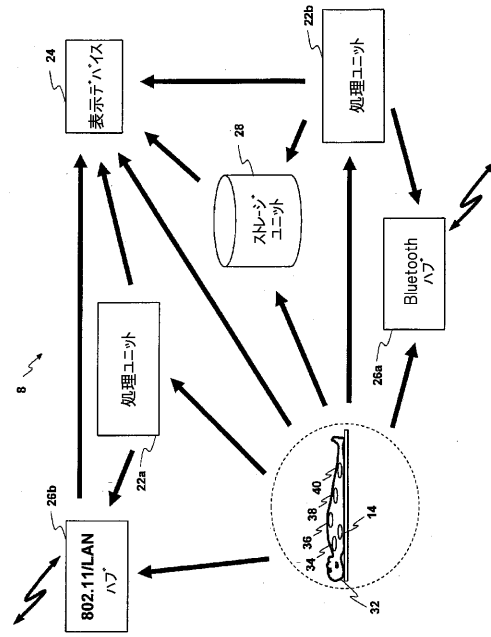 8
26b
802.11/LAN
ハブ
22a
処理ユニット
24
表示デバイス
28
ストレージ
ユニット
22b
処理ユニット
26a
Bluetooth
ハブ
32
34
36
38
40
14